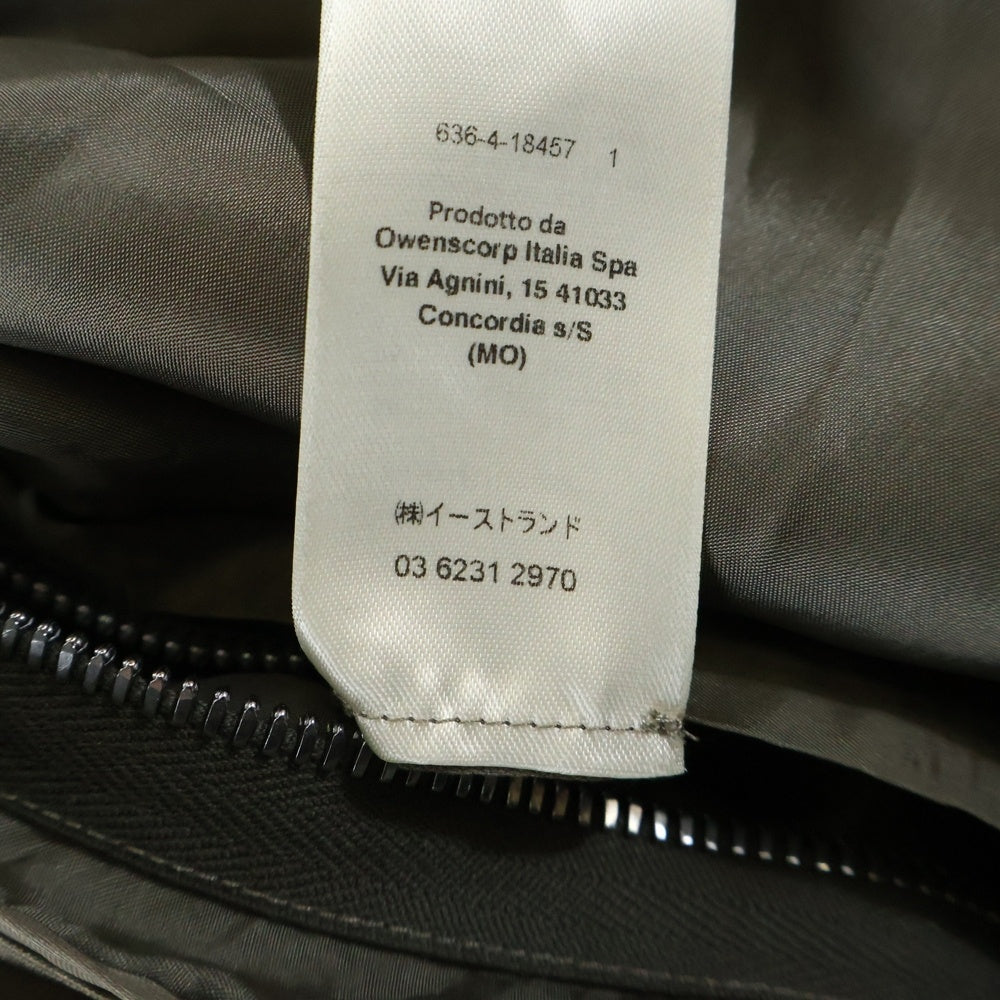 636-4-18457 1
Prodotto da
Owenscorp Italia Spa
Via Agnini, 15 41033
Concordia s/S
(MO)
㈱イーストランド
03 6231 2970